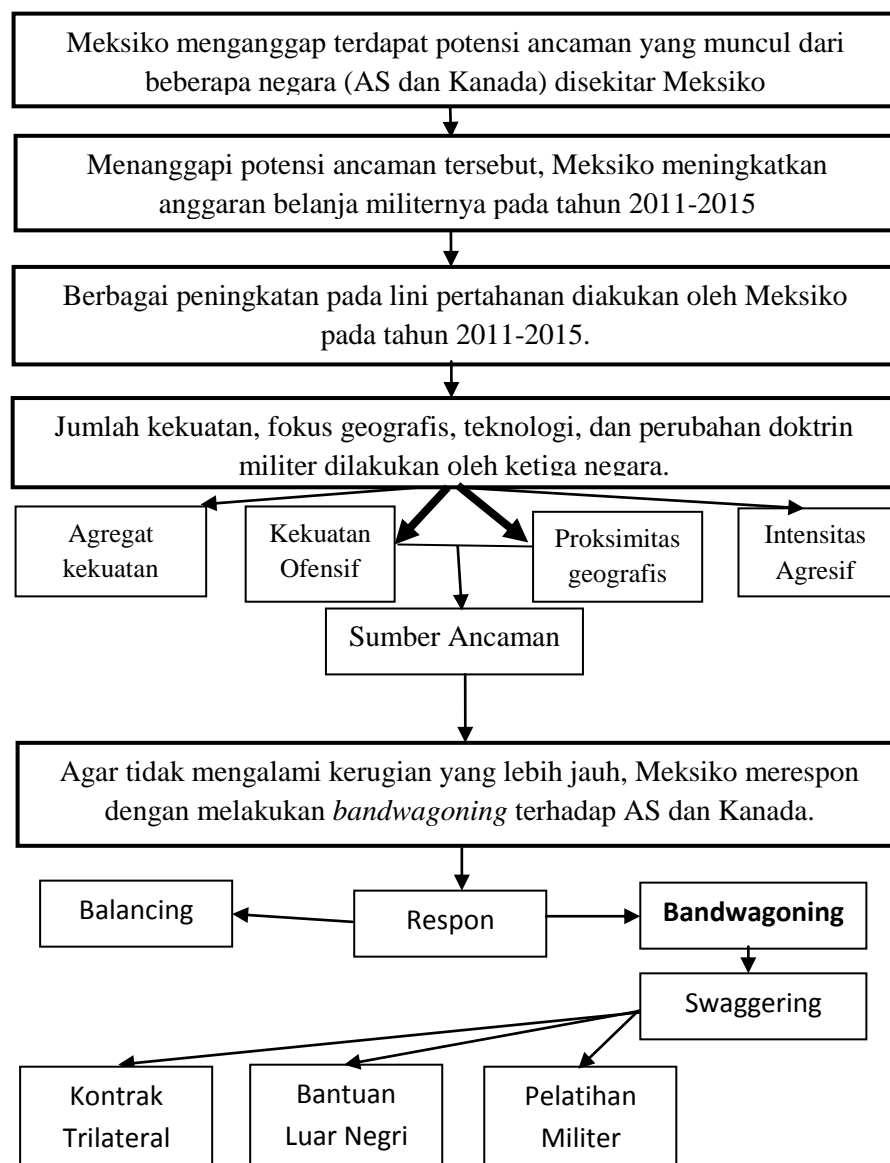 Meksiko menganggap terdapat potensi ancaman yang muncul dari
beberapa negara (AS dan Kanada) disekitar Meksiko
Menanggapi potensi ancaman tersebut, Meksiko meningkatkan
anggaran belanja militernya pada tahun 2011-2015
Berbagai peningkatan pada lini pertahanan diakukan oleh Meksiko
pada tahun 2011-2015.
Jumlah kekuatan, fokus geografis, teknologi, dan perubahan doktrin
militer dilakukan oleh ketiga negara.
Agregat
kekuatan
Kekuatan
Ofensif
Proksimitas
geografis
Intensitas
Agresif
Sumber Ancaman
Agar tidak mengalami kerugian yang lebih jauh, Meksiko merespon
dengan melakukan bandwagoning terhadap AS dan Kanada.
Balancing
Respon
Bandwagoning
Swaggering
Kontrak
Trilateral
Bantuan
Luar Negri
Pelatihan
Militer